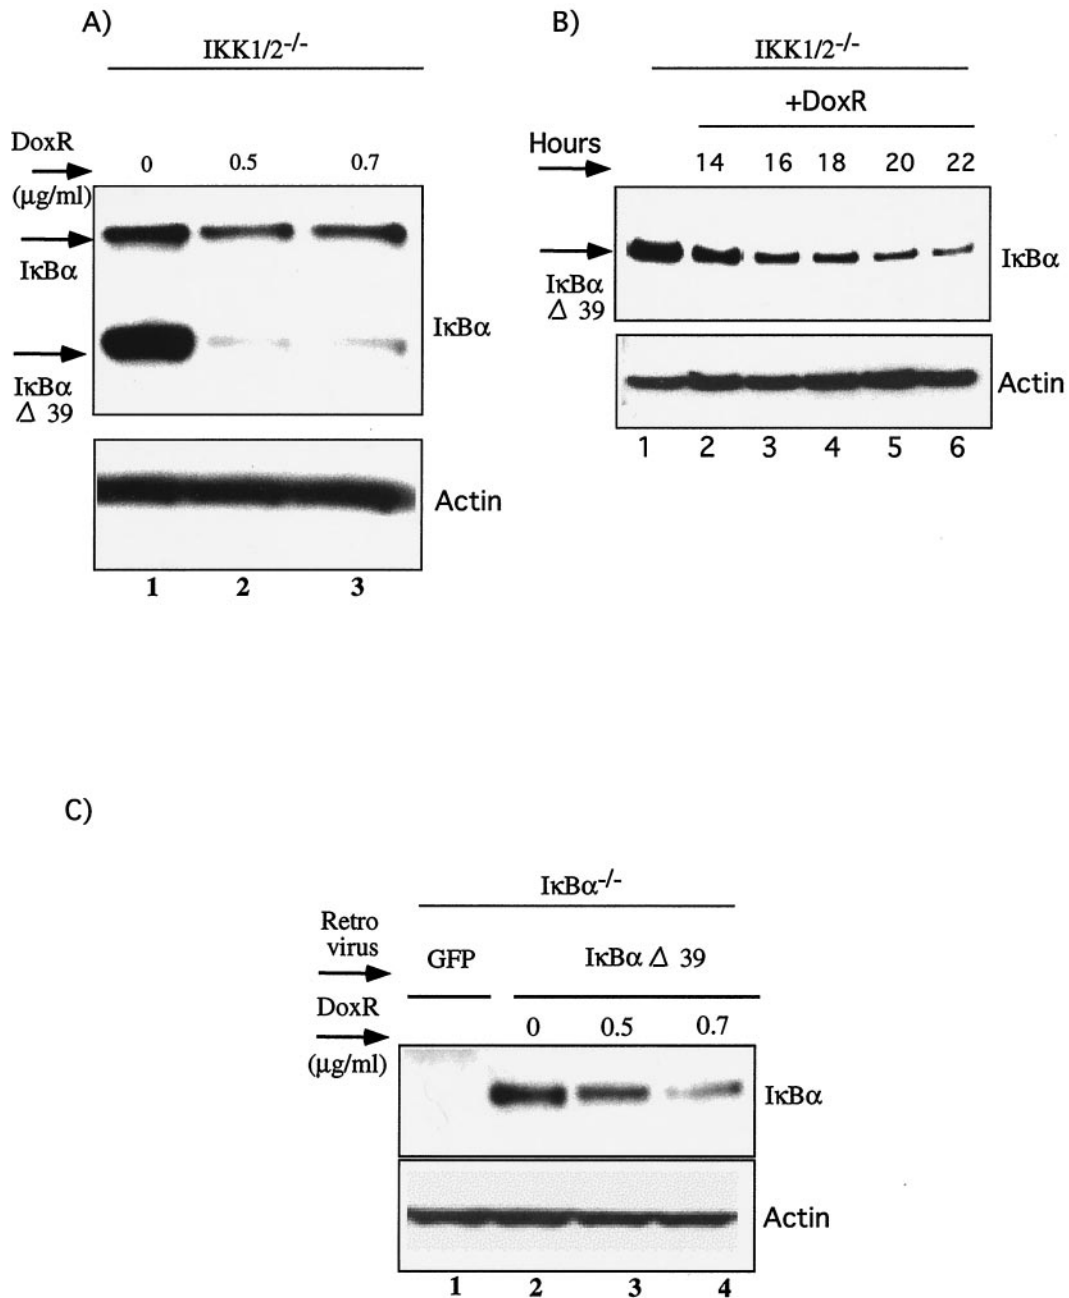 A)
IKK1/2-/-
DoxR
(μg/ml)
0 0.5 0.7
IκBα
IκBα
Δ 39
IκBα
Actin
1 2 3
B)
IKK1/2-/-
+DoxR
Hours
14 16 18 20 22
IκBα
Δ 39
IκBα
Actin
1 2 3 4 5 6
C)
IκBα-/-
Retro
virus
GFP IκBα Δ 39
DoxR
(μg/ml)
0 0.5 0.7
IκBα
Actin
1 2 3 4